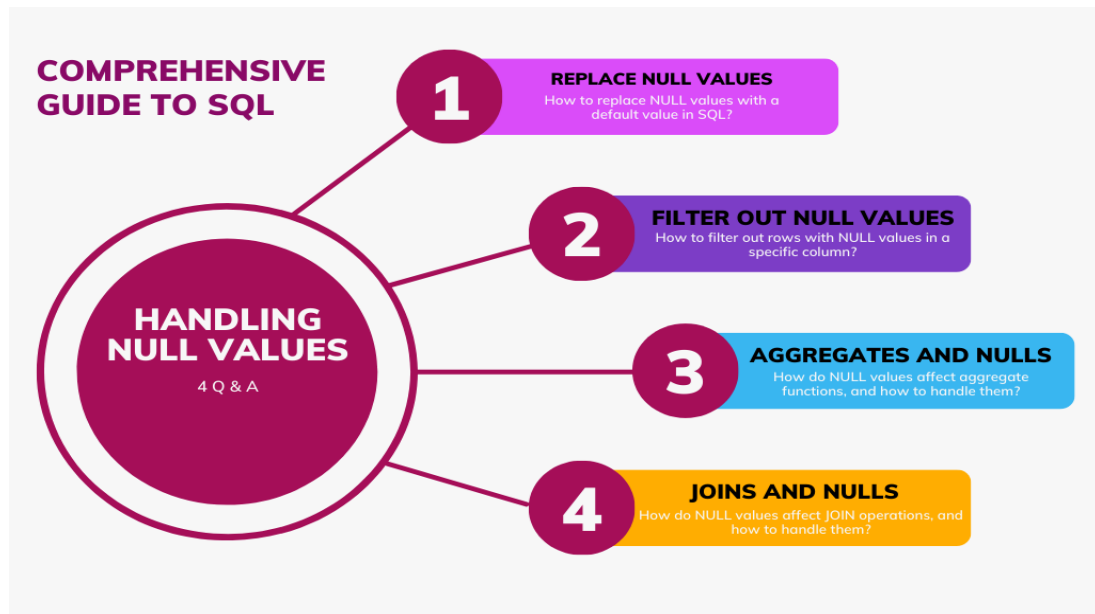 COMPREHENSIVE
GUIDE TO SQL
1
REPLACE NULL VALUES
How to replace NULL values with a
default value in SQL?
2
FILTER OUT NULL VALUES
How to filter out rows with NULL values in a
specific column?
HANDLING
NULL VALUES
4 Q & A
3
AGGREGATES AND NULLS
How do NULL values affect aggregate
functions, and how to handle them?
4
JOINS AND NULLS
How do NULL values affect JOIN operations, and
how to handle them?